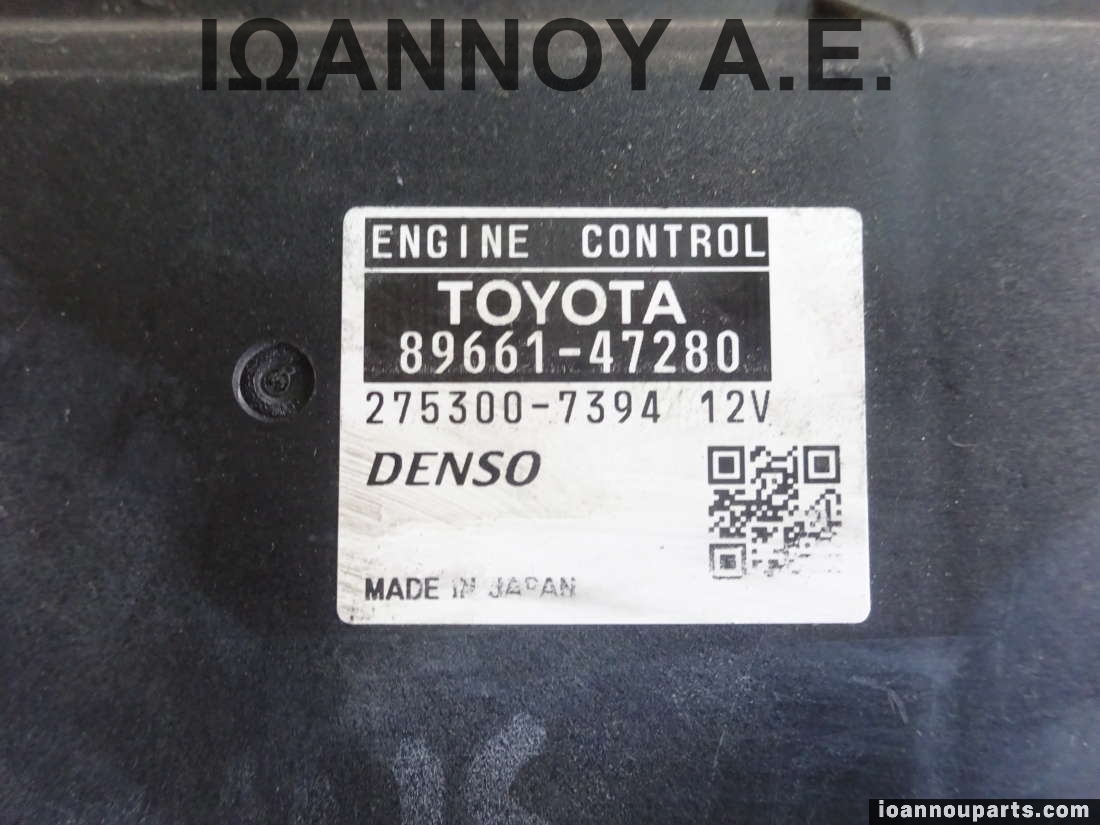 ΙΩΑΝΝΟΥ Α.Ε.
ENGINE CONTROL
TOYOTA
89661-47280
275300-7394 12V
DENSO
MADE IN JAPAN
ioannouparts.com